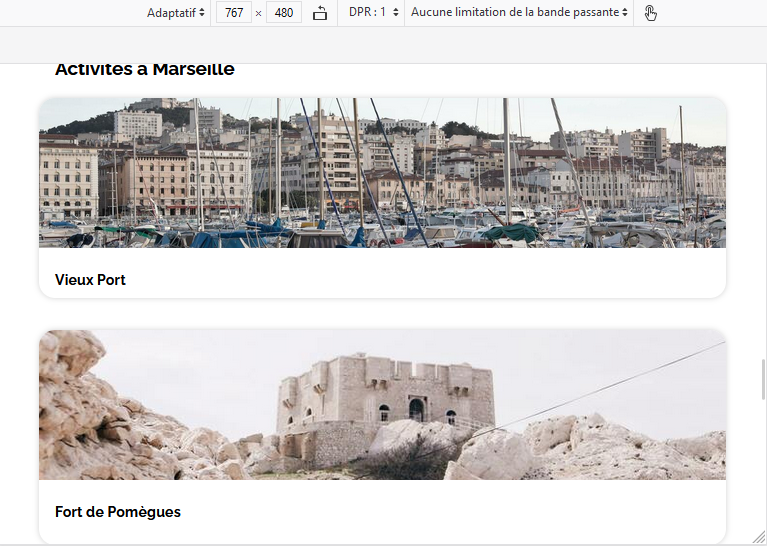 Adaptatif 767 × 480 DPR : 1 Aucune limitation de la bande passante
Activités à Marseille
Vieux Port
Fort de Pomègues